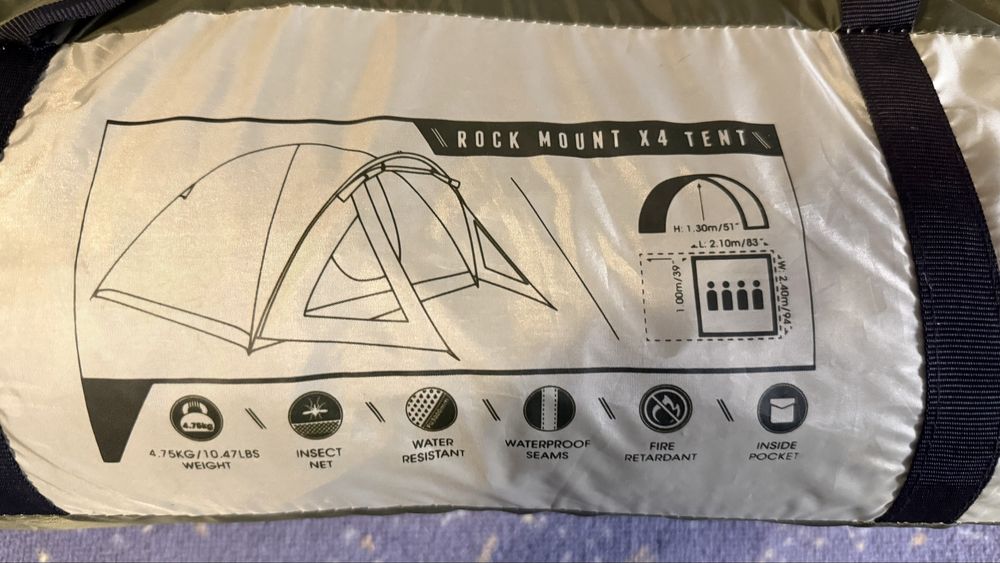 ROCK MOUNT X4 TENT
H: 1.30m/51"
L: 2.10m/83"
1.00m/39
W: 2.40m/94"
4.75kg
4.75KG/10.47LBS
WEIGHT
INSECT
NET
WATER
RESISTANT
WATERPROOF
SEAMS
FIRE
RETARDANT
INSIDE
POCKET